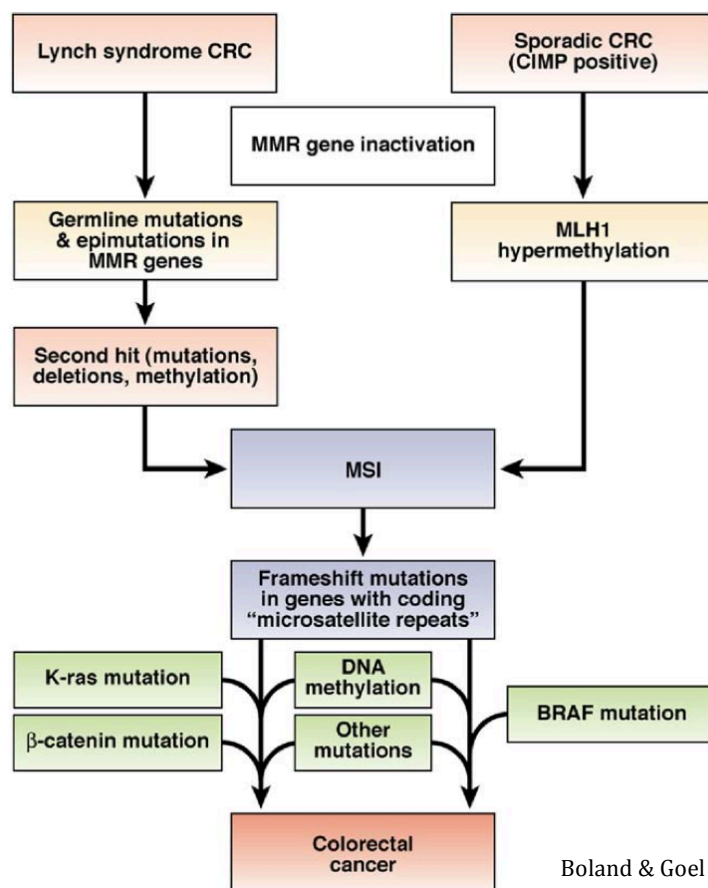 Lynch syndrome CRC
Sporadic CRC
(CIMP positive)
MMR gene inactivation
Germline mutations
& epimutations in
MMR genes
MLH1
hypermethylation
Second hit (mutations,
deletions, methylation)
MSI
Frameshift mutations
in genes with coding
“microsatellite repeats”
K-ras mutation
DNA
methylation
BRAF mutation
β-catenin mutation
Other
mutations
Colorectal
cancer
Boland & Goel